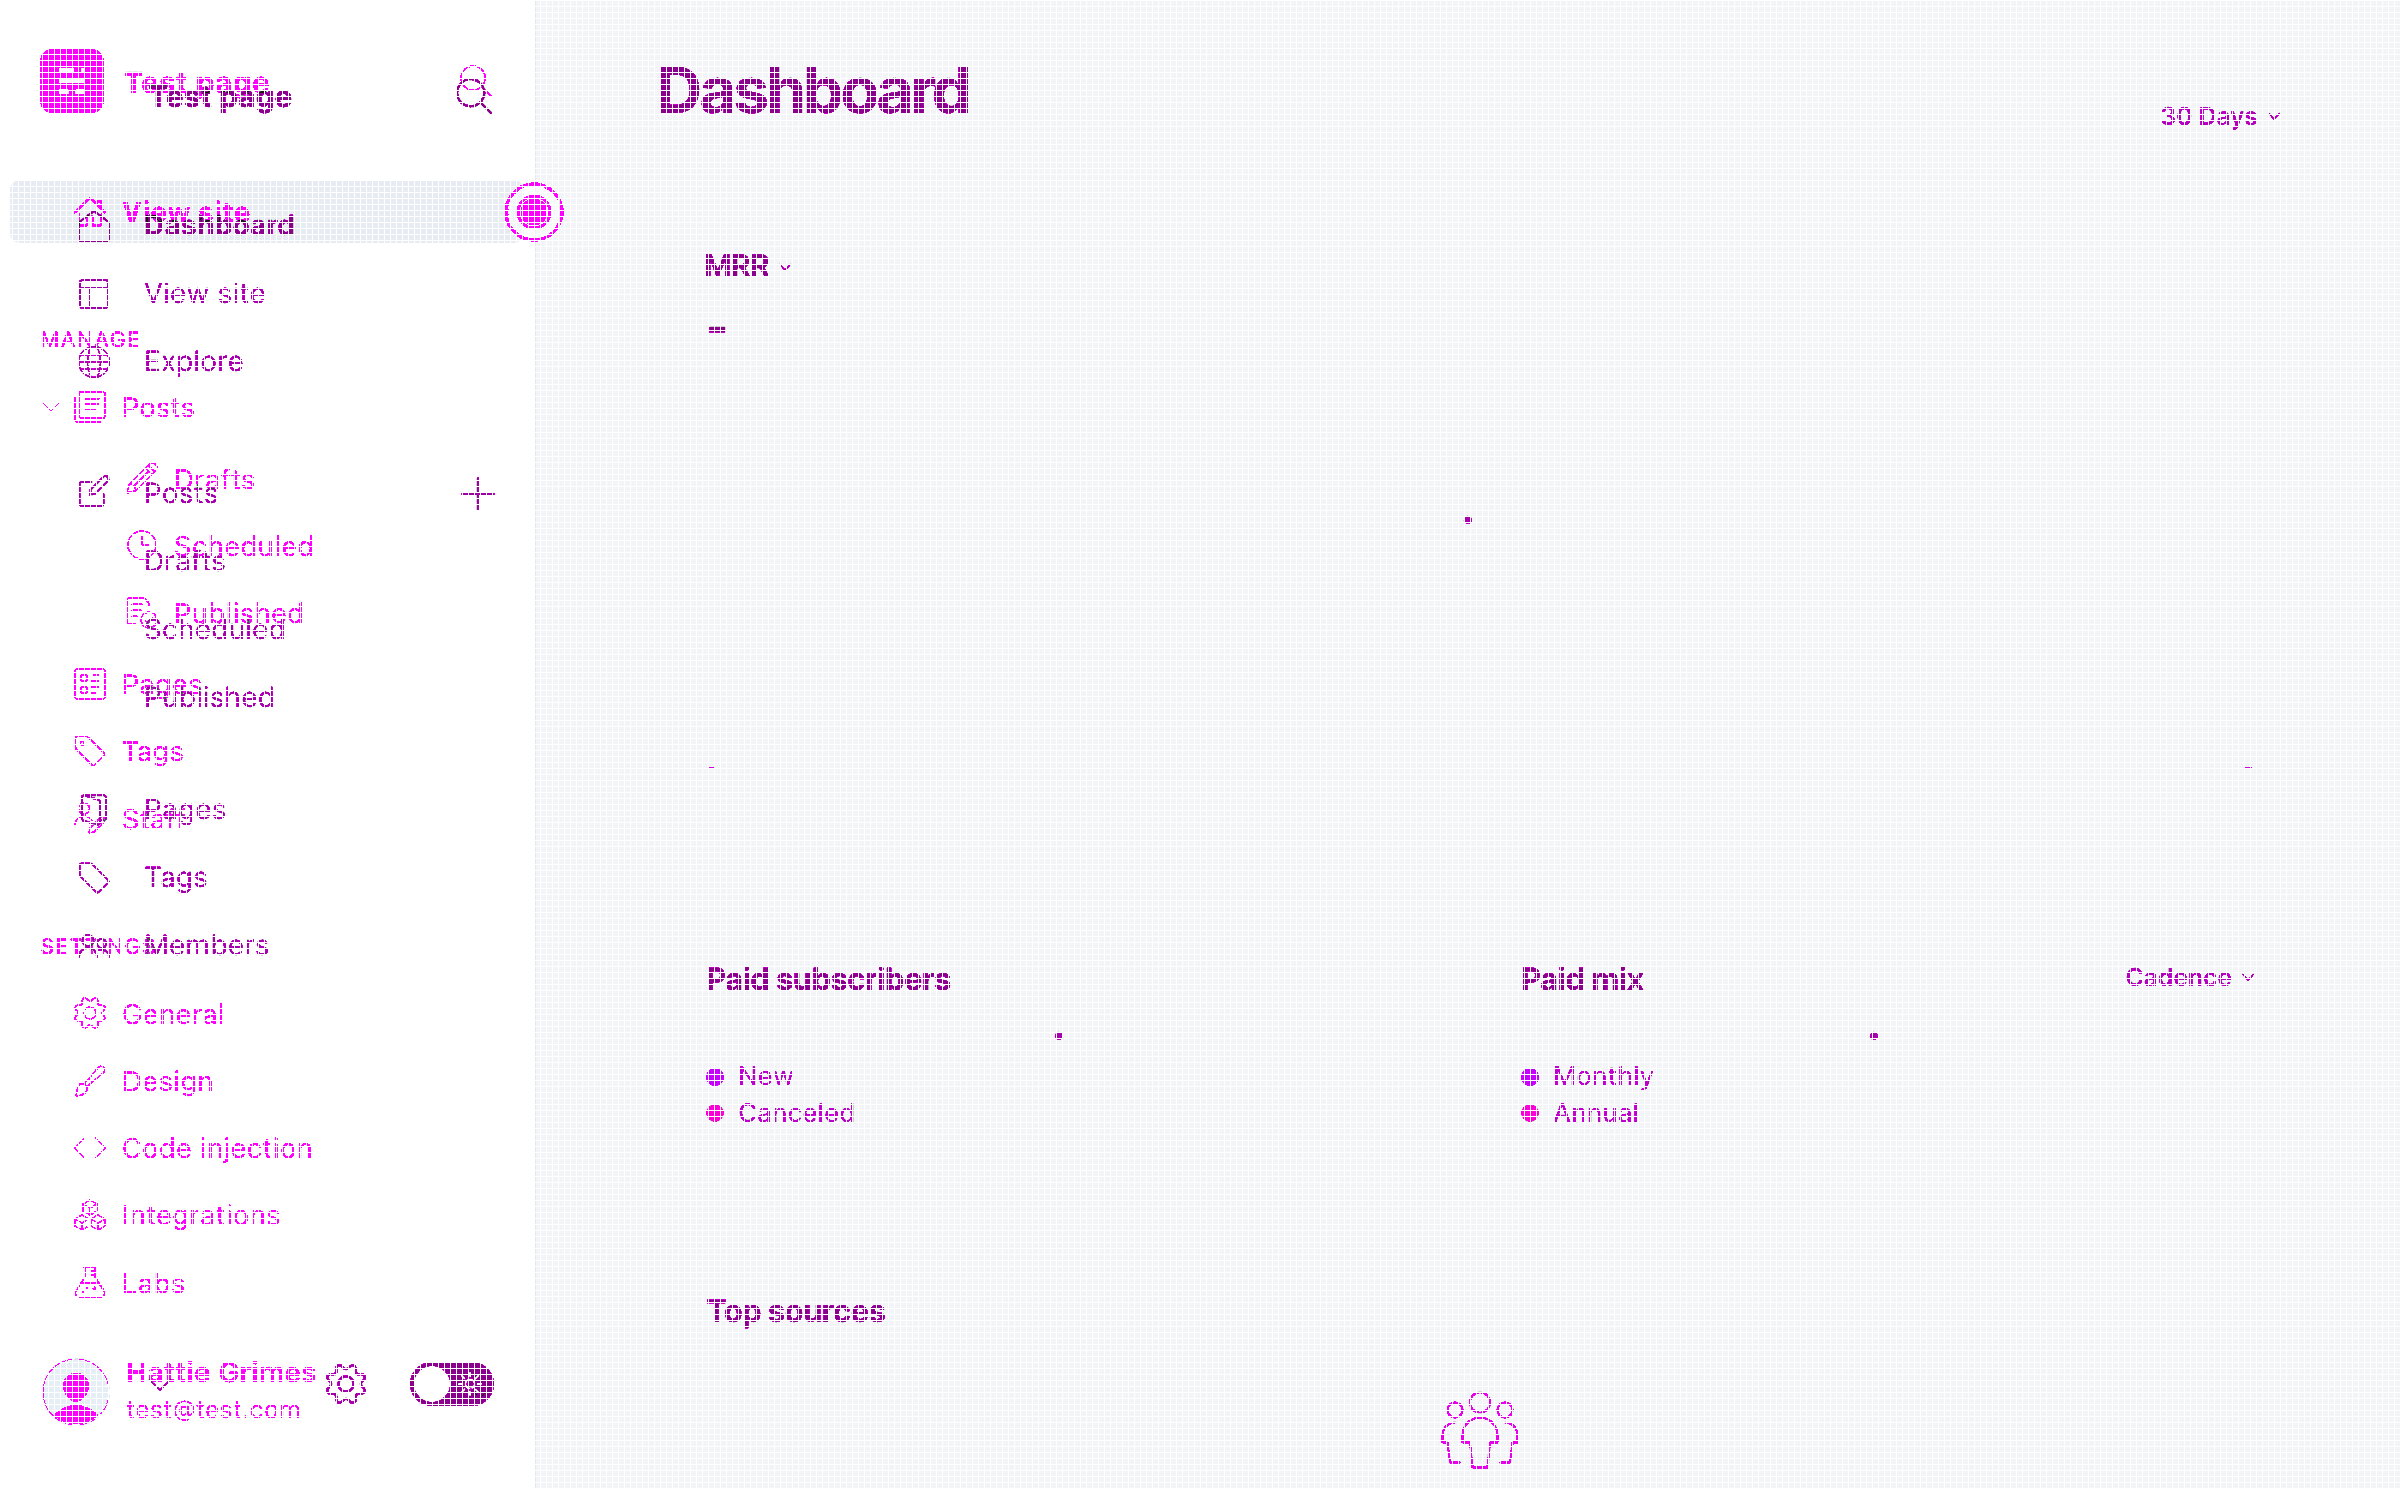 Test page
Test page
View site
Dashboard
View site
MANAGE
Explore
Posts
Drafts
Posts
Scheduled
Drafts
Published
Scheduled
Pages
Published
Tags
Pages
Staff
Tags
SETTINGS
Members
General
Design
Code injection
Integrations
Labs
Hattie Grimes
test@test.com
Dashboard
30 Days
MRR
Paid subscribers
New
Canceled
Paid mix
Cadence
Monthly
Annual
Top sources